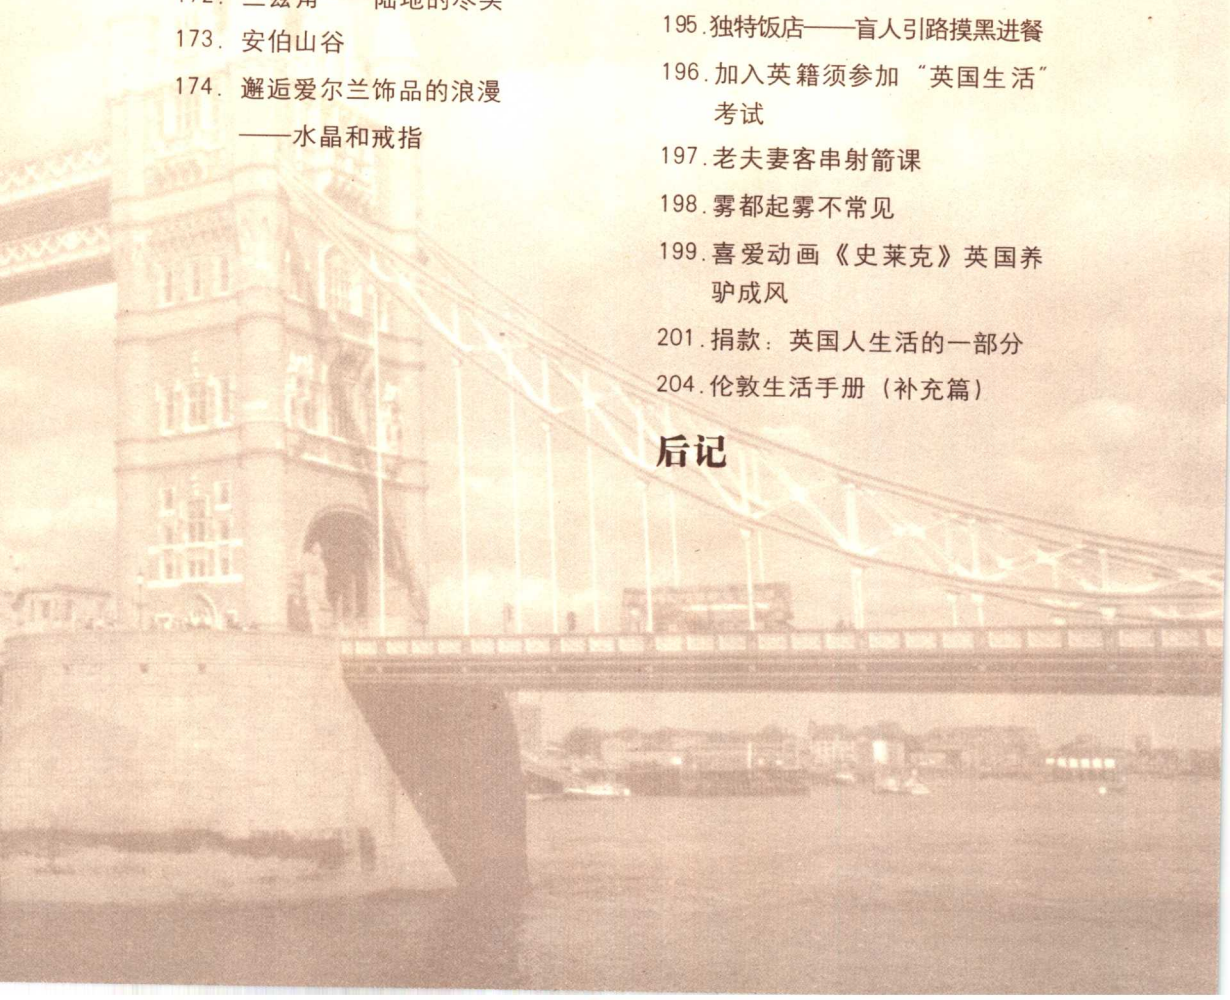 173. 安伯山谷
174. 邂逅爱尔兰饰品的浪漫
——水晶和戒指
195.独特饭店——盲人引路摸黑进餐
196.加入英籍须参加“英国生活”
考试
197.老夫妻客串射箭课
198.雾都起雾不常见
199.喜爱动画《史莱克》英国养
驴成风
201.捐款：英国人生活的一部分
204.伦敦生活手册（补充篇）
后记